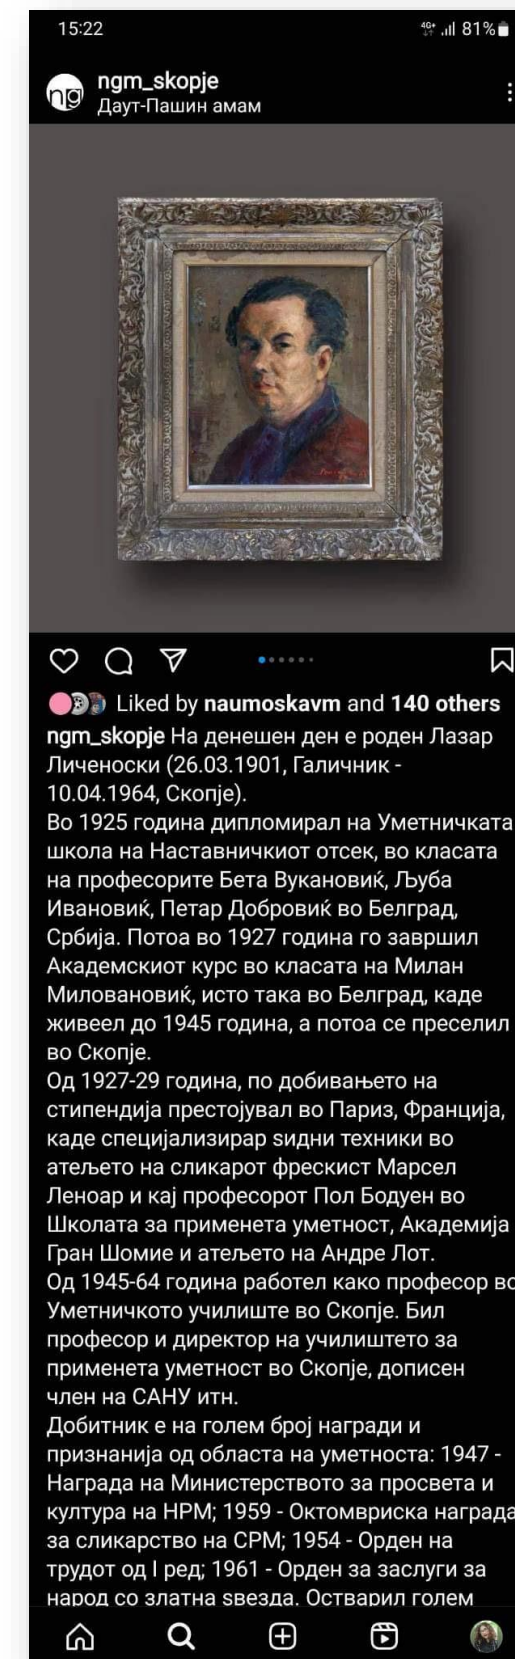 15:22
4G+ 81%
ng
ngm_skopje
Даут-Пашин амам
Liked by naumoskavm and 140 others
ngm_skopje На денешен ден е роден Лазар
Личеноски (26.03.1901, Галичник -
10.04.1964, Скопје).
Во 1925 година дипломирал на Уметничката
школа на Наставничкиот отсек, во класата
на професорите Бета Вукановиќ, Љуба
Ивановиќ, Петар Добровиќ во Белград,
Србија. Потоа во 1927 година го завршил
Академскиот курс во класата на Милан
Миловановиќ, исто така во Белград, каде
живеел до 1945 година, а потоа се преселил
во Скопје.
Од 1927-29 година, по добивањето на
стипендија престојувал во Париз, Франција,
каде специјализирар ѕидни техники во
атељето на сликарот фрескист Марсел
Леноар и кај професорот Пол Бодуен во
Школата за применета уметност, Академија
Гран Шомие и атељето на Андре Лот.
Од 1945-64 година работел како професор во
Уметничкото училиште во Скопје. Бил
професор и директор на училиштето за
применета уметност во Скопје, дописен
член на САНУ итн.
Добитник е на голем број награди и
признанија од областа на уметноста: 1947 -
Награда на Министерството за просвета и
култура на НРМ; 1959 - Октомвриска награда
за сликарство на СРМ; 1954 - Орден на
трудот од I ред; 1961 - Орден за заслуги за
народ со златна ѕвезда. Остварил голем